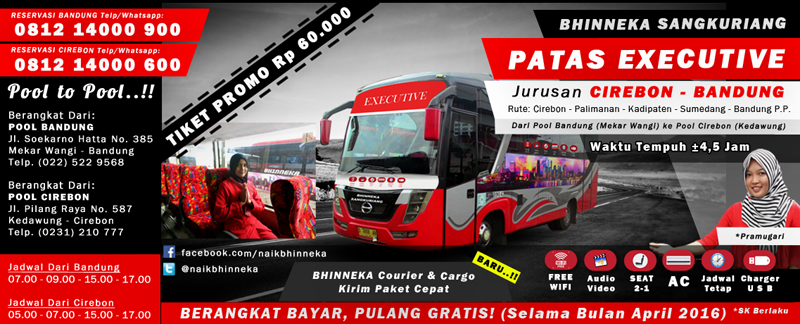 RESERVASI BANDUNG Telp/Whatsapp:
0812 14000 900
RESERVASI CIREBON Telp/Whatsapp:
0812 14000 600
Pool to Pool..!!
Berangkat Dari:
POOL BANDUNG
Jl. Soekarno Hatta No. 385
Mekar Wangi - Bandung
Telp. (022) 522 9568
Berangkat Dari:
POOL CIREBON
Jl. Pilang Raya No. 587
Kedawung - Cirebon
Telp. (0231) 210 777
Jadwal Dari Bandung
07.00 - 09.00 - 15.00 - 17.00
Jadwal Dari Cirebon
05.00 - 07.00 - 15.00 - 17.00
TIKET PROMO Rp 60.000
BHINNEKA
EXECUTIVE
BHINNEKA
SANGKURIANG
facebook.com/naikbhinneka
@naikbhinneka
BHINNEKA Courier & Cargo
Kirim Paket Cepat
BARU..!!
BHINNEKA SANGKURIANG
PATAS EXECUTIVE
Jurusan CIREBON - BANDUNG
Rute: Cirebon - Palimanan - Kadipaten - Sumedang - Bandung P.P.
Dari Pool Bandung (Mekar Wangi) ke Pool Cirebon (Kedawung)
Waktu Tempuh ±4,5 Jam
*Pramugari
FREE WIFI
Audio Video
SEAT 2-1
AC
Jadwal Tetap
Charger USB
BERANGKAT BAYAR, PULANG GRATIS! (Selama Bulan April 2016) *SK Berlaku